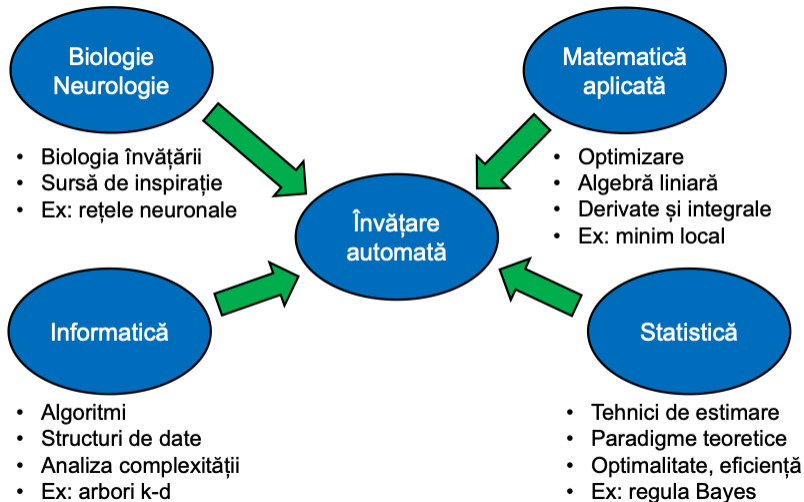 Biologie
Neurologie
• Biologia învățării
• Sursă de inspirație
• Ex: rețele neuronale
Matematică
aplicată
• Optimizare
• Algebră liniară
• Derivate și integrale
• Ex: minim local
Învățare
automată
Informatică
• Algoritmi
• Structuri de date
• Analiza complexității
• Ex: arbori k-d
Statistică
• Tehnici de estimare
• Paradigme teoretice
• Optimalitate, eficiență
• Ex: regula Bayes